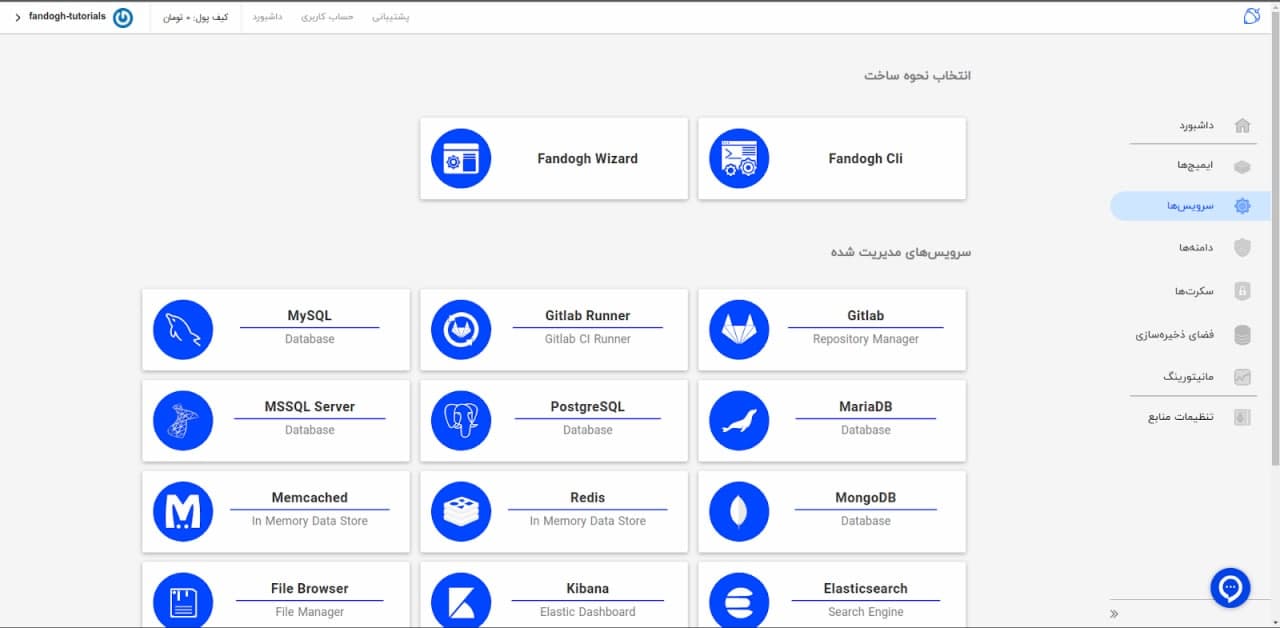 fandogh-tutorials
کیف پول: ۰ تومان
داشبورد
حساب کاربری
پشتیبانی
داشبورد
ایمیج‌ها
سرویس‌ها
دامنه‌ها
سکرت‌ها
فضای ذخیره‌سازی
مانیتورینگ
تنظیمات منابع
انتخاب نحوه ساخت
Fandogh Cli
Fandogh Wizard
سرویس‌های مدیریت شده
Gitlab
Repository Manager
Gitlab Runner
Gitlab CI Runner
MySQL
Database
MariaDB
Database
PostgreSQL
Database
MSSQL Server
Database
MongoDB
Database
Redis
In Memory Data Store
Memcached
In Memory Data Store
Elasticsearch
Search Engine
Kibana
Elastic Dashboard
File Browser
File Manager